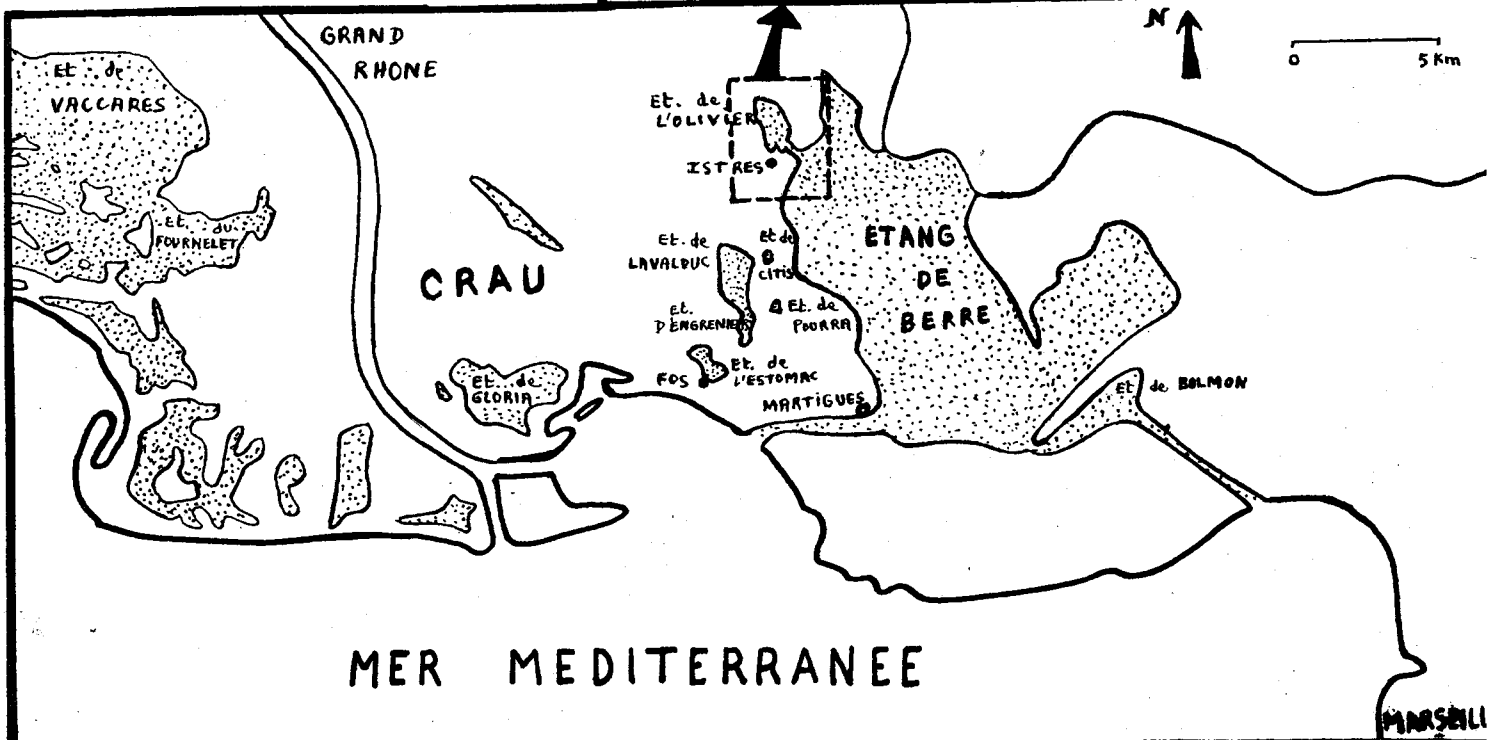 GRAND
RHONE
N
0 5 Km
Et. de
VACCARES
Et. de
L'OLIVIER
ISTRES
Et. du
FOURNELET
Et. de
LAVALDUC
Et de
CITIS
ETANG
DE
BERRE
CRAU
Et.
D'ENGRENIER
Et. de
POURRA
Et. de
L'ESTOMAC
FOS
Et. de
GLORIA
MARTIGUES
Et de BOLMON
MER MEDITERRANEE
MARSEILL